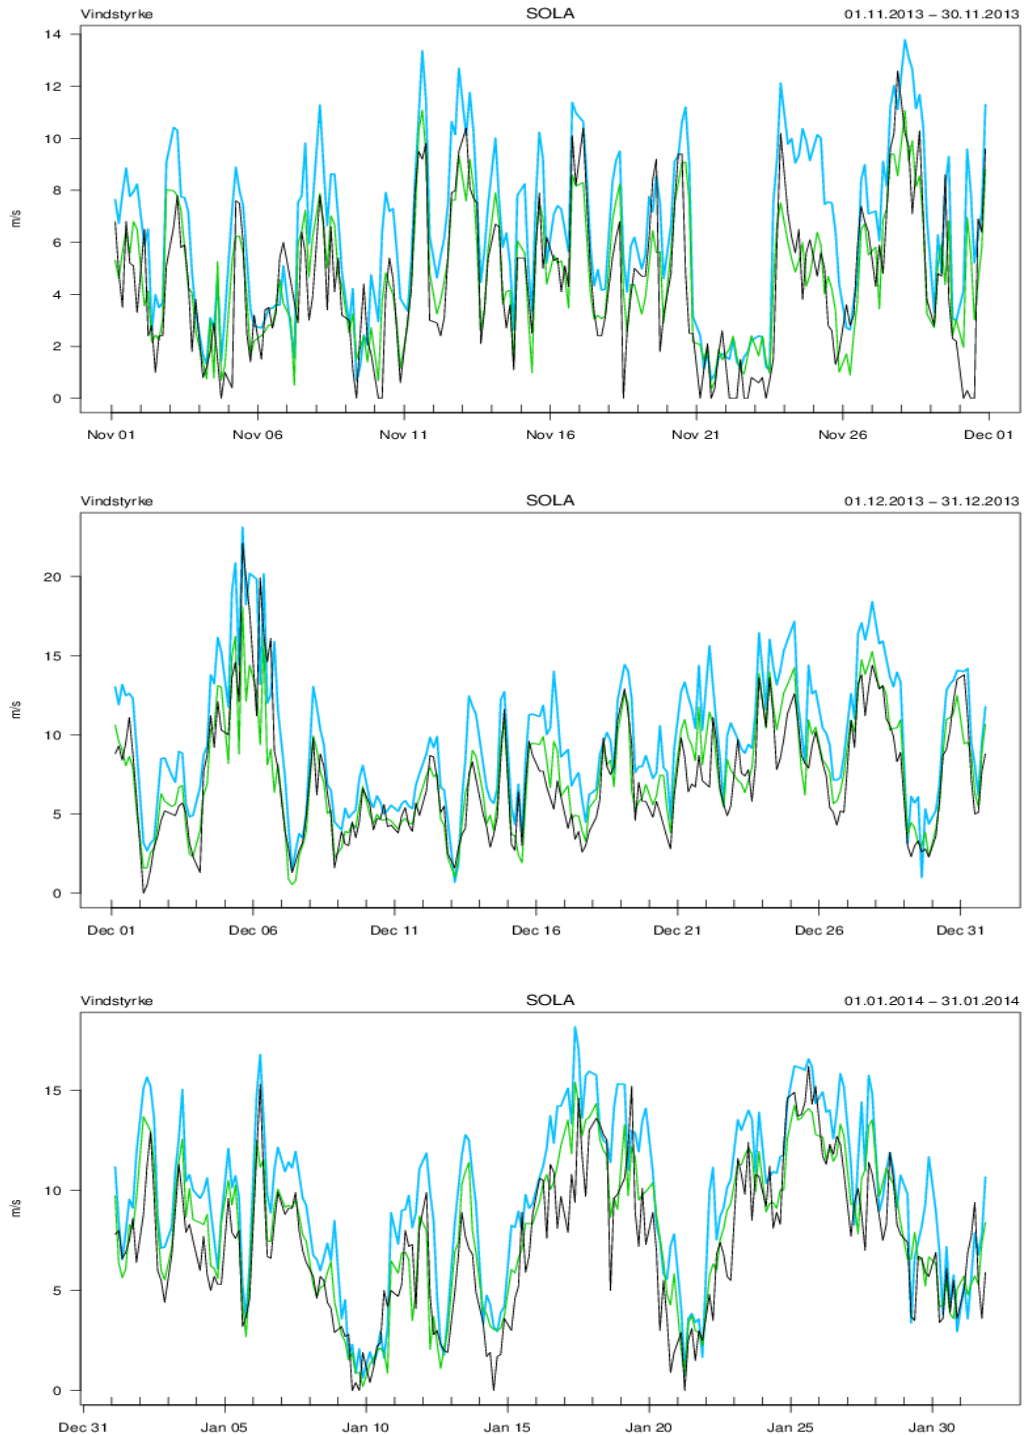 Vindstyrke SOLA 01.11.2013 − 30.11.2013
14
12
10
8
6
4
2
0
m/s
Nov 01 Nov 06 Nov 11 Nov 16 Nov 21 Nov 26 Dec 01
Vindstyrke SOLA 01.12.2013 − 31.12.2013
20
15
10
5
0
m/s
Dec 01 Dec 06 Dec 11 Dec 16 Dec 21 Dec 26 Dec 31
Vindstyrke SOLA 01.01.2014 − 31.01.2014
15
10
5
0
m/s
Dec 31 Jan 05 Jan 10 Jan 15 Jan 20 Jan 25 Jan 30